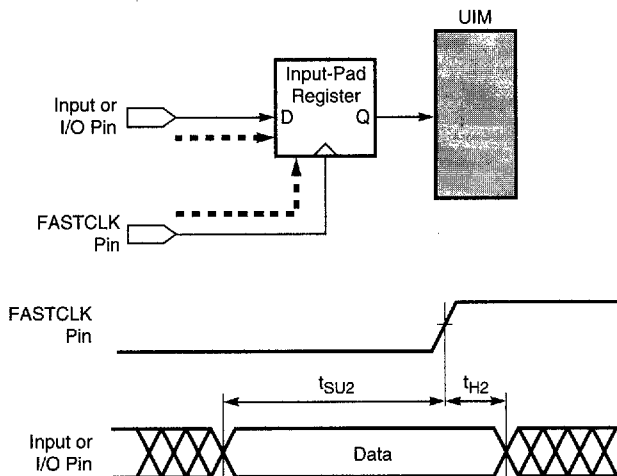 UIM
Input-Pad
Register
Input or
I/O Pin
D
Q
FASTCLK
Pin
FASTCLK
Pin
tSU2
tH2
Input or
I/O Pin
Data